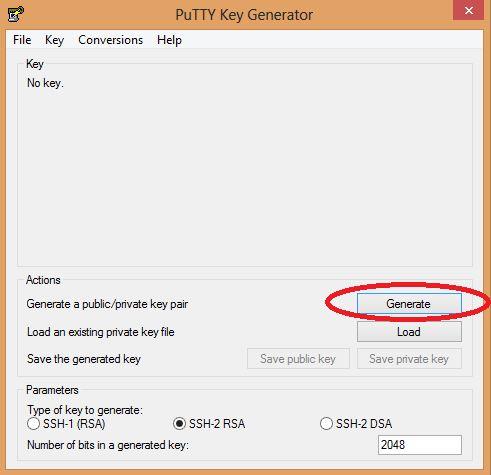 PuTTY Key Generator
File Key Conversions Help
Key
No key.
Actions
Generate a public/private key pair
Generate
Load an existing private key file
Load
Save the generated key
Save public key
Save private key
Parameters
Type of key to generate:
SSH-1 (RSA)
SSH-2 RSA
SSH-2 DSA
Number of bits in a generated key:
2048